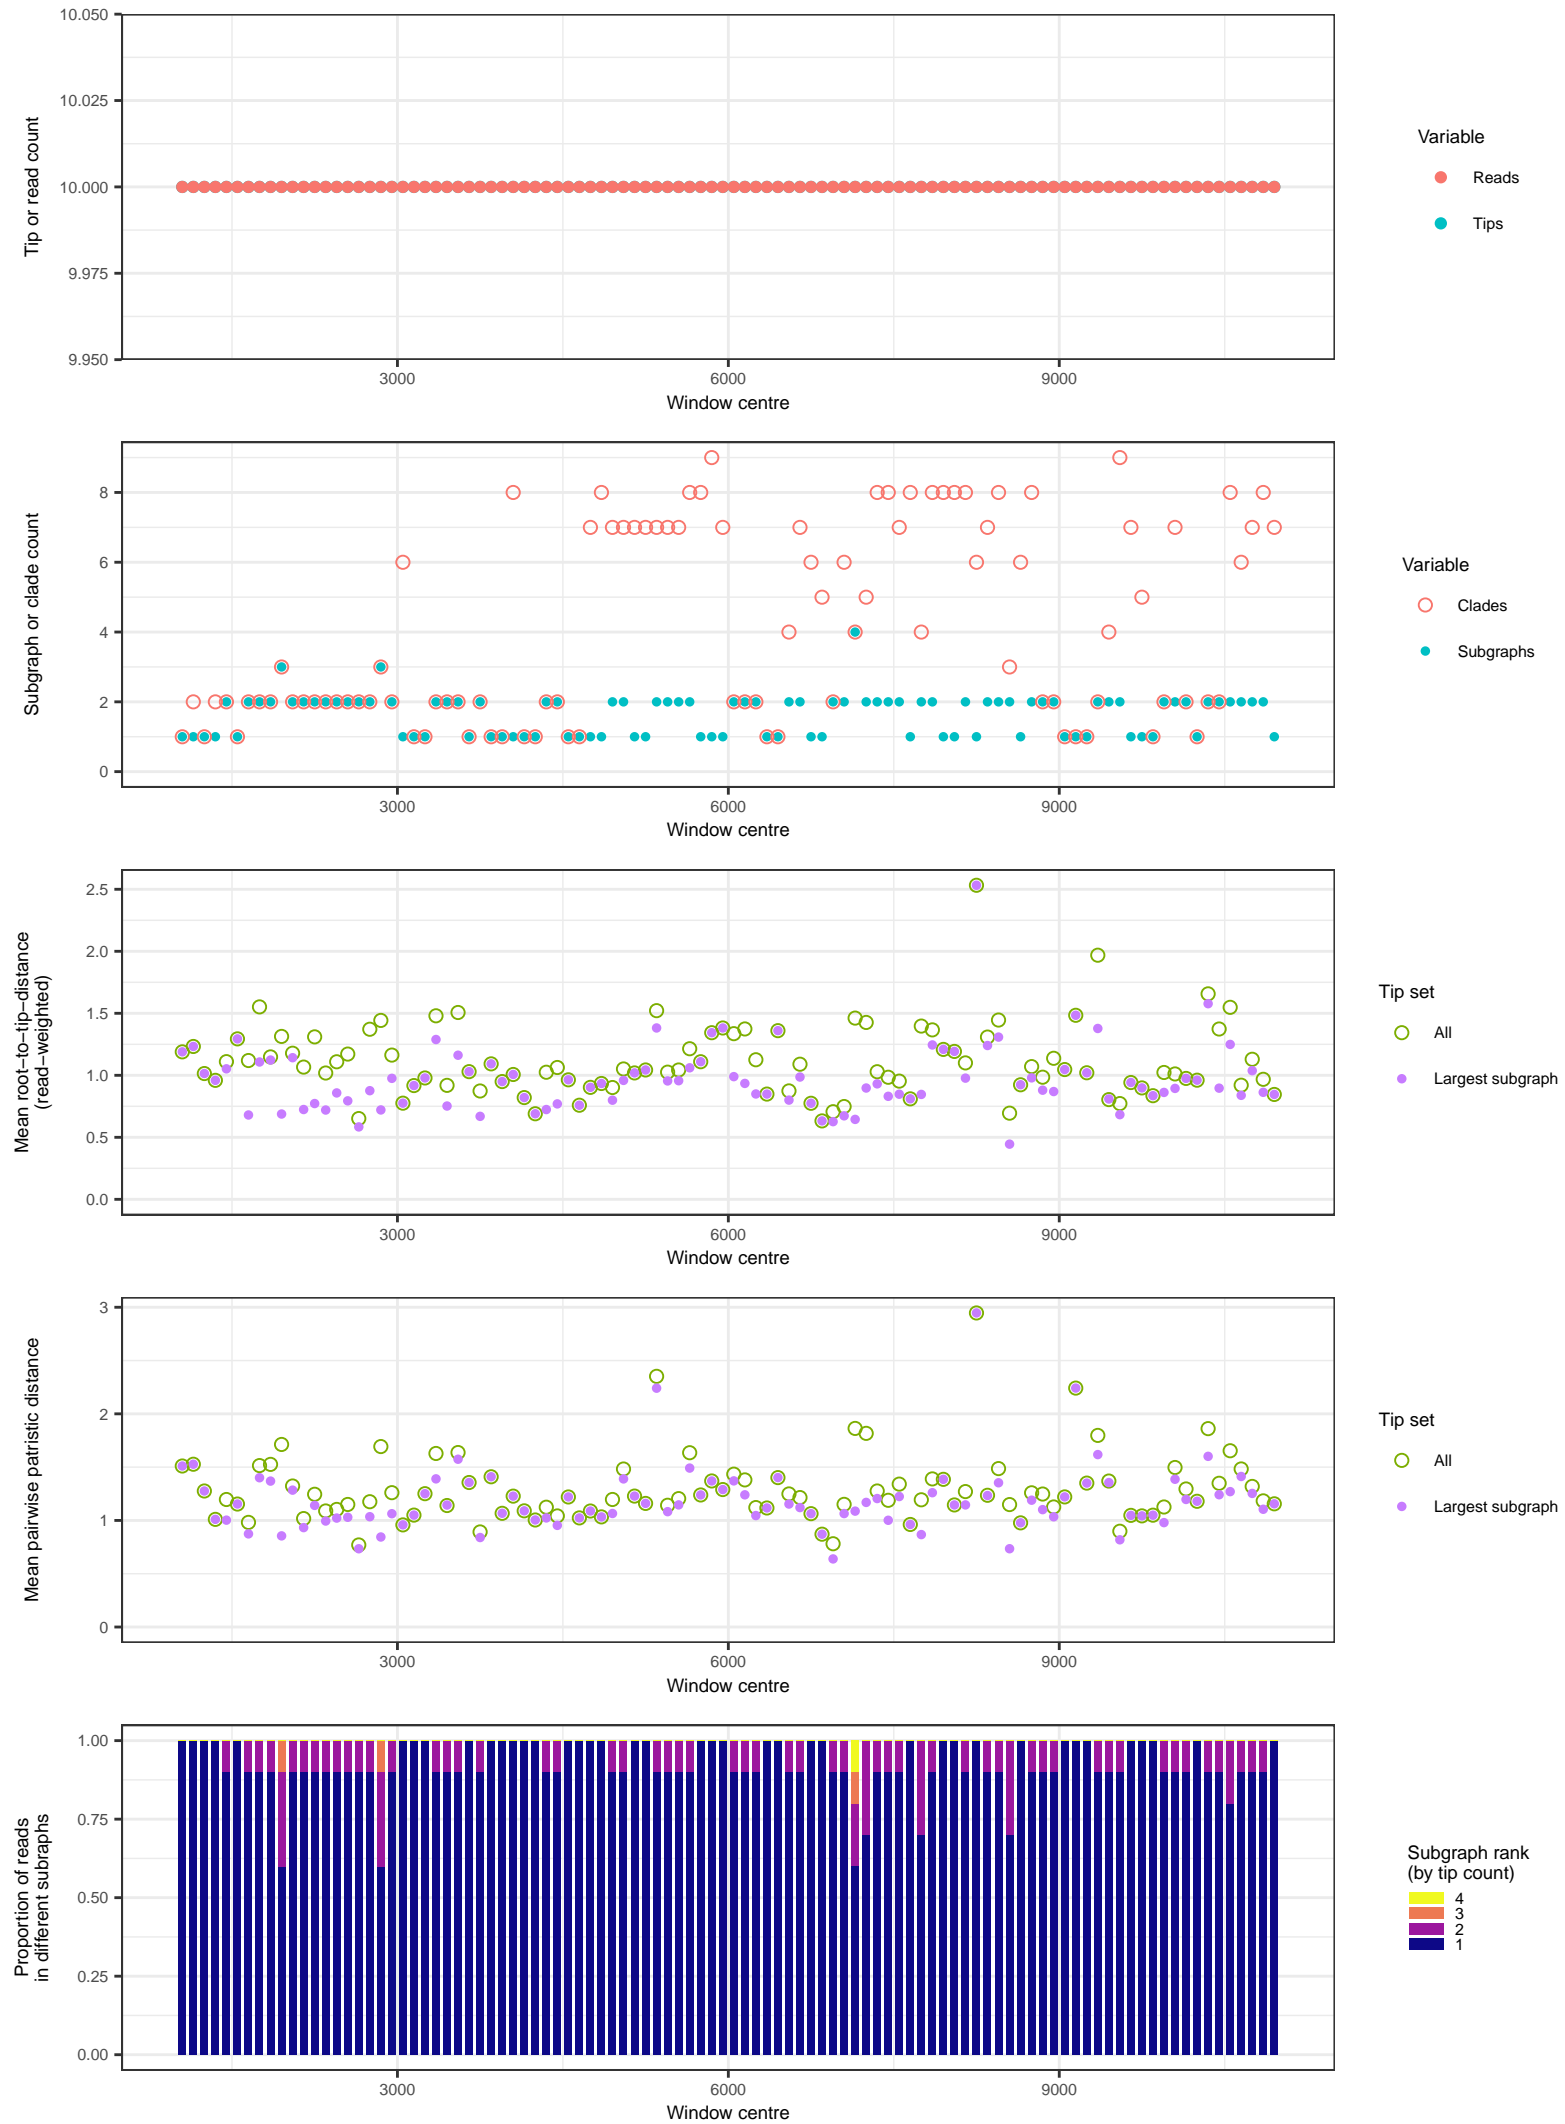 10.050
10.025
10.000
9.975
9.950
Tip or read count
3000
6000
9000
Window centre
Variable
Reads
Tips
8
6
4
2
0
Subgraph or clade count
3000
6000
9000
Window centre
Variable
Clades
Subgraphs
2.5
2.0
1.5
1.0
0.5
0.0
Mean root−to−tip−distance
(read−weighted)
3000
6000
9000
Window centre
Tip set
All
Largest subgraph
3
2
1
0
Mean pairwise patristic distance
3000
6000
9000
Window centre
Tip set
All
Largest subgraph
1.00
0.75
0.50
0.25
0.00
Proportion of reads
in different subraphs
3000
6000
9000
Window centre
Subgraph rank
(by tip count)
4
3
2
1